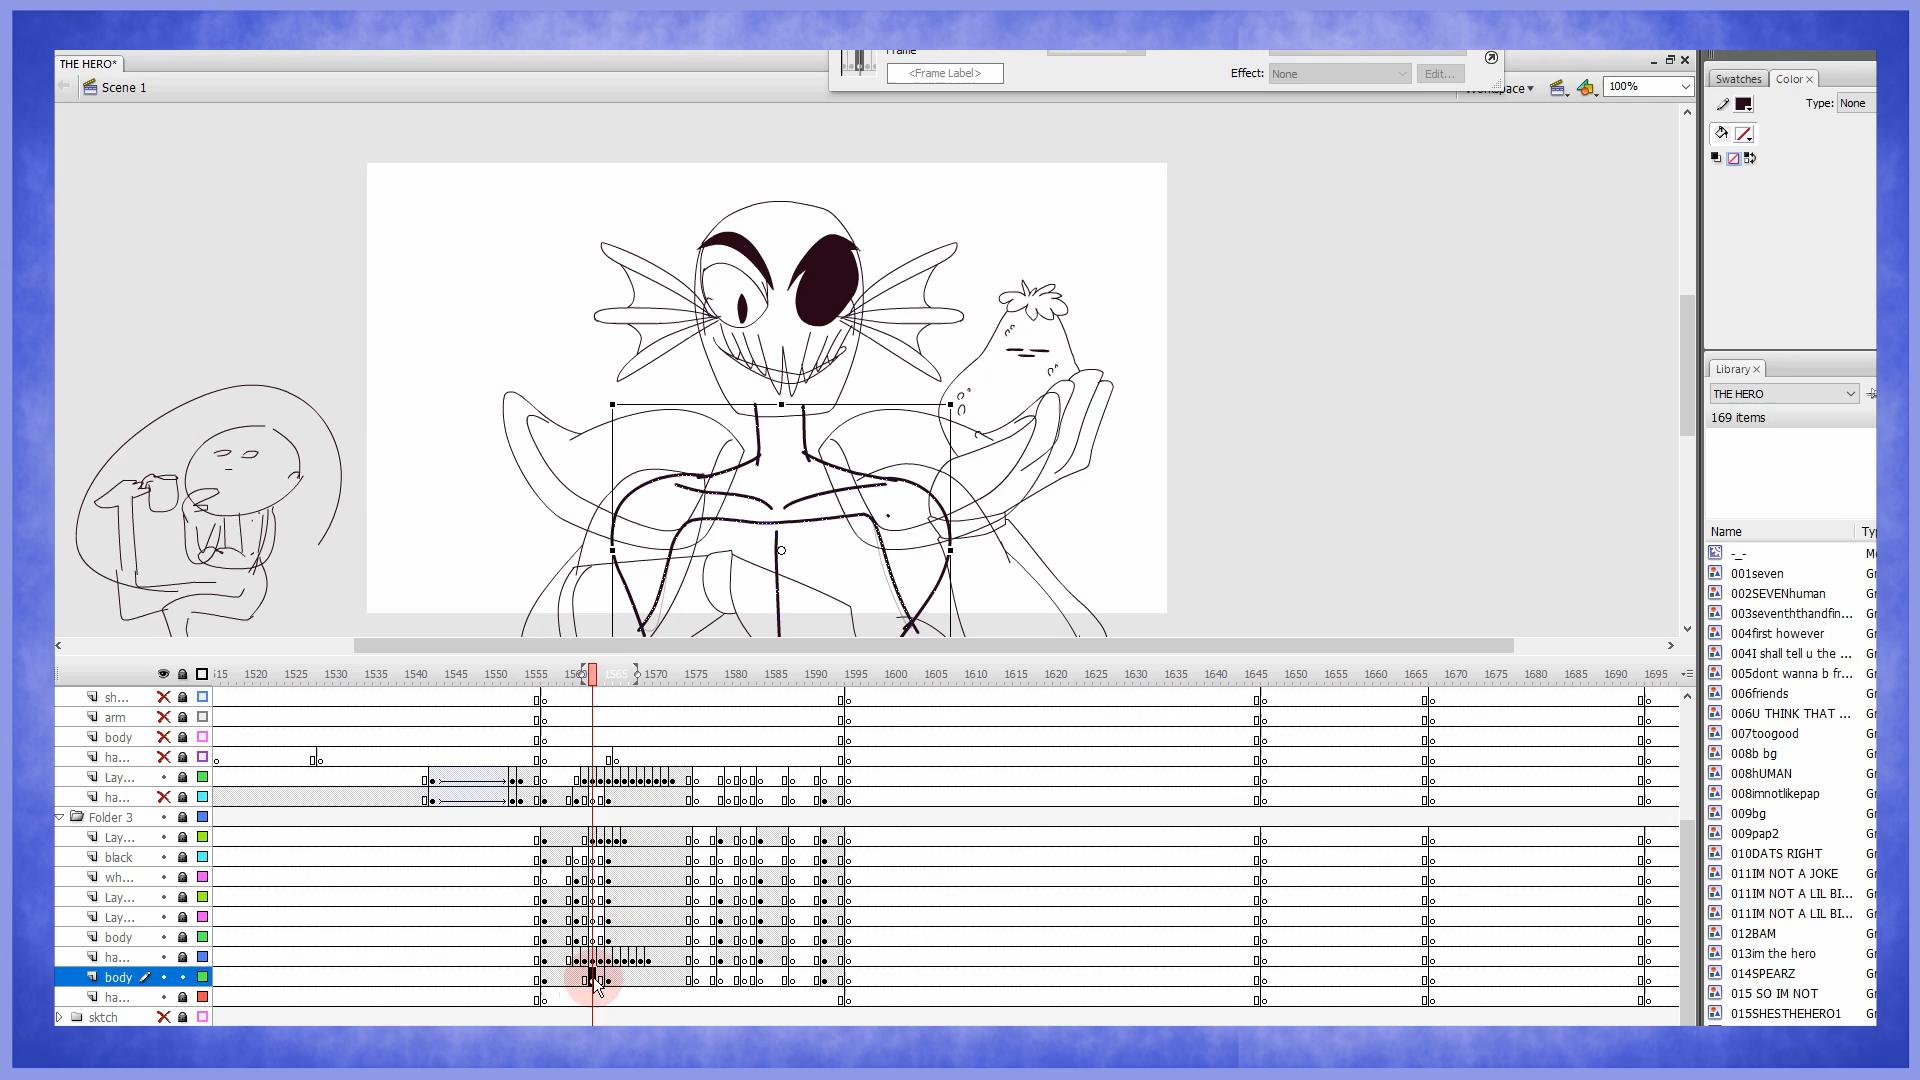 THE HERO*
Frame
<Frame Label>
Effect: None Edit...
Scene 1
100%
Swatches Color
Type: None
Library
THE HERO
169 items
Name
-_-
001seven
002SEVENhuman
003seventhandfin...
004first however
004I shall tell u the ...
005dont wanna b fr...
006friends
006U THINK THAT ...
007toogood
008b bg
008hUMAN
008imnotlikepap
009bg
009pap2
010DATS RIGHT
011IM NOT A JOKE
011IM NOT A LIL BI...
011IM NOT A LIL BI...
012BAM
013im the hero
014SPEARZ
015 SO IM NOT
015SHESTHEHERO1
1520 1525 1530 1535 1540 1545 1550 1555 1565 1570 1575 1580 1585 1590 1595 1600 1605 1610 1615 1620 1625 1630 1635 1640 1645 1650 1655 1660 1665 1670 1675 1680 1685 1690 1695
sh...
arm
body
ha...
Lay...
ha...
Folder 3
Lay...
black
wh...
Lay...
Lay...
body
ha...
body
ha...
sktch